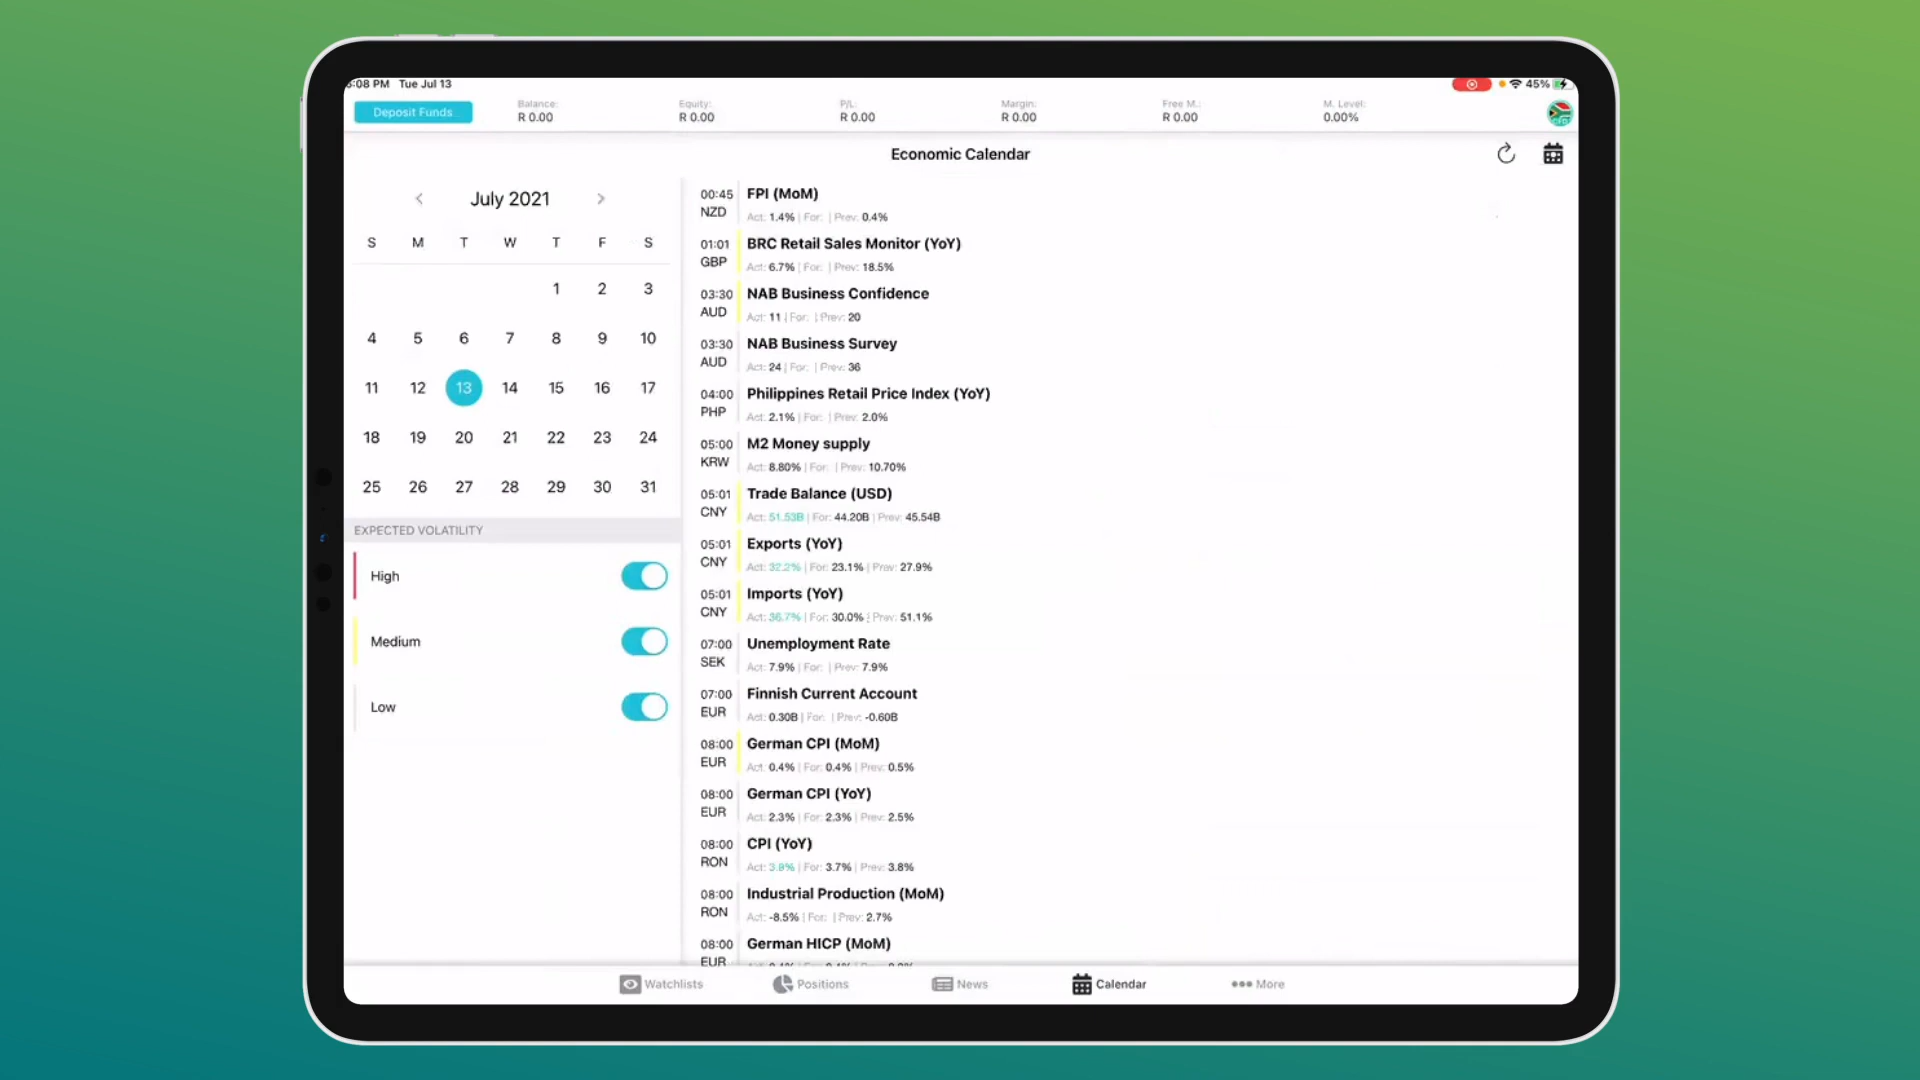 :08 PM Tue Jul 13
45%
Deposit Funds
Balance:
R 0.00
Equity:
R 0.00
P/L:
R 0.00
Margin:
R 0.00
Free M.:
R 0.00
M. Level:
0.00%
Economic Calendar
July 2021
S M T W T F S
1 2 3
4 5 6 7 8 9 10
11 12 13 14 15 16 17
18 19 20 21 22 23 24
25 26 27 28 29 30 31
EXPECTED VOLATILITY
High
Medium
Low
00:45 FPI (MoM)
NZD Act: 1.4% | For: | Prev: 0.4%
01:01 BRC Retail Sales Monitor (YoY)
GBP Act: 6.7% | For: | Prev: 18.5%
03:30 NAB Business Confidence
AUD Act: 11 | For: | Prev: 20
03:30 NAB Business Survey
AUD Act: 24 | For: | Prev: 36
04:00 Philippines Retail Price Index (YoY)
PHP Act: 2.1% | For: | Prev: 2.0%
05:00 M2 Money supply
KRW Act: 8.80% | For: | Prev: 10.70%
05:01 Trade Balance (USD)
CNY Act: 51.53B | For: 44.20B | Prev: 45.54B
05:01 Exports (YoY)
CNY Act: 32.2% | For: 23.1% | Prev: 27.9%
05:01 Imports (YoY)
CNY Act: 36.7% | For: 30.0% | Prev: 51.1%
07:00 Unemployment Rate
SEK Act: 7.9% | For: | Prev: 7.9%
07:00 Finnish Current Account
EUR Act: 0.30B | For: | Prev: -0.60B
08:00 German CPI (MoM)
EUR Act: 0.4% | For: 0.4% | Prev: 0.5%
08:00 German CPI (YoY)
EUR Act: 2.3% | For: 2.3% | Prev: 2.5%
08:00 CPI (YoY)
RON Act: 3.9% | For: 3.7% | Prev: 3.8%
08:00 Industrial Production (MoM)
RON Act: -8.5% | For: | Prev: 2.7%
08:00 German HICP (MoM)
EUR
Watchlists
Positions
News
Calendar
More